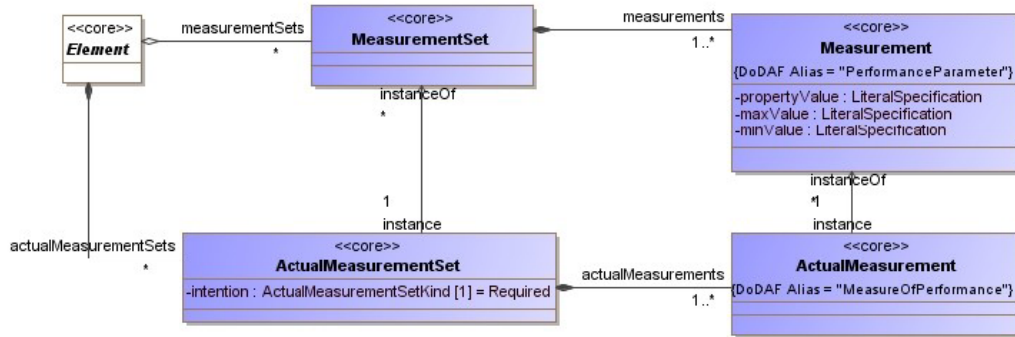 <<core>>
Element
measurementSets
*
<<core>>
MeasurementSet
measurements
1..*
<<core>>
Measurement
{DoDAF Alias = "PerformanceParameter"}
-propertyValue : LiteralSpecification
-maxValue : LiteralSpecification
-minValue : LiteralSpecification
instanceOf
*
instanceOf
*1
1
instance
instance
actualMeasurementSets
*
<<core>>
ActualMeasurementSet
-intention : ActualMeasurementSetKind [1] = Required
actualMeasurements
1..*
<<core>>
ActualMeasurement
{DoDAF Alias = "MeasureOfPerformance"}